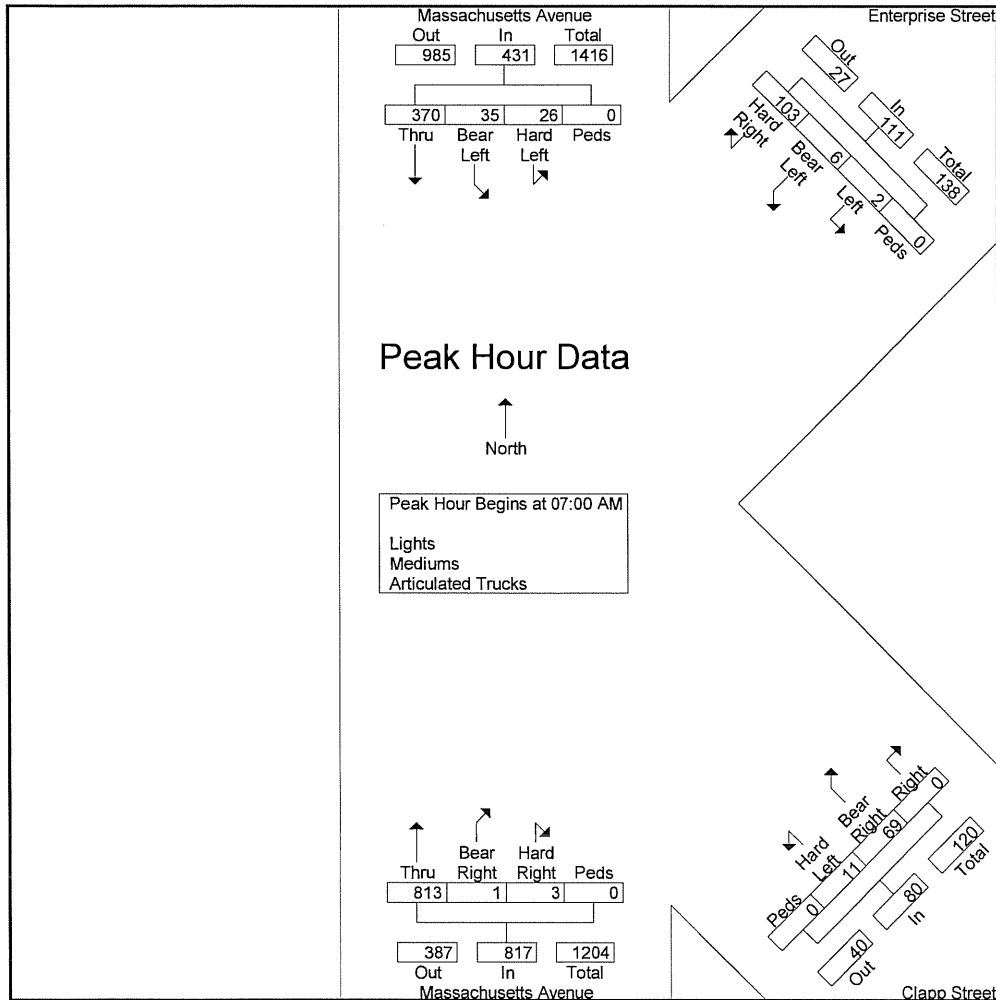 Massachusetts Avenue
Out In Total
985 431 1416
370 35 26 0
Thru Bear Left Hard Left Peds
Enterprise Street
Out 27
In 111
Total 138
103 6 2 0
Hard Right Bear Left Left Peds
Peak Hour Data
North
Peak Hour Begins at 07:00 AM
Lights
Mediums
Articulated Trucks
Thru Bear Right Hard Right Peds
813 1 3 0
387 817 1204
Out In Total
Massachusetts Avenue
Peds Hard Left Bear Right Right
0 11 69 0
40 Out
80 In
120 Total
Clapp Street